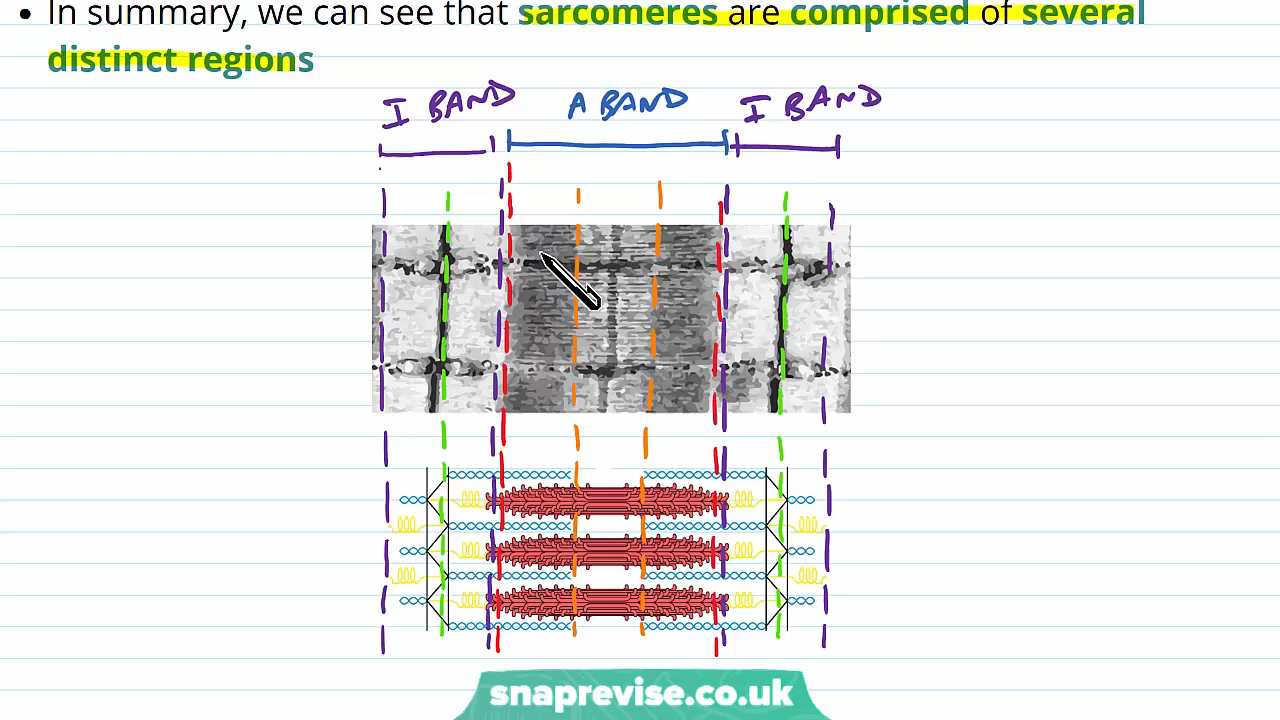 • In summary, we can see that sarcomeres are comprised of several
distinct regions
I BAND A BAND I BAND
snaprevise.co.uk